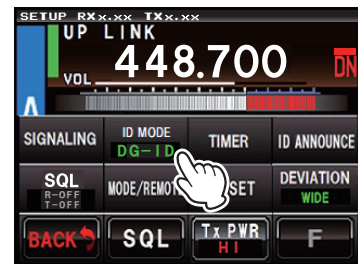 SETUP RXx.xx TXx.xx
UP LINK
VOL 448.700 DN
SIGNALING ID MODE TIMER ID ANNOUNCE
DG-ID
SQL MODE/REMOT SET DEVIATION
R-OFF WIDE
T-OFF
BACK SQL Tx PWR F
HI